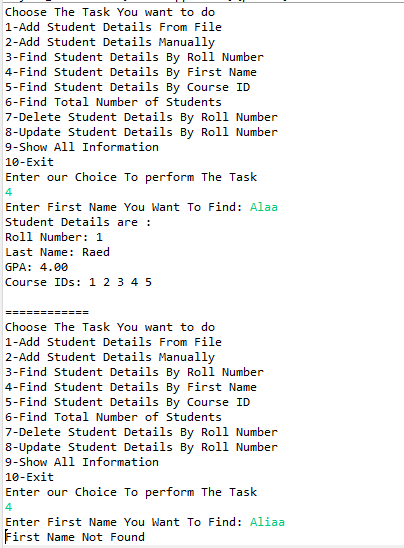 Choose The Task You want to do
1-Add Student Details From File
2-Add Student Details Manually
3-Find Student Details By Roll Number
4-Find Student Details By First Name
5-Find Student Details By Course ID
6-Find Total Number of Students
7-Delete Student Details By Roll Number
8-Update Student Details By Roll Number
9-Show All Information
10-Exit
Enter our Choice To perform The Task
4
Enter First Name You Want To Find: Alaa
Student Details are :
Roll Number: 1
Last Name: Raed
GPA: 4.00
Course IDs: 1 2 3 4 5
============
Choose The Task You want to do
1-Add Student Details From File
2-Add Student Details Manually
3-Find Student Details By Roll Number
4-Find Student Details By First Name
5-Find Student Details By Course ID
6-Find Total Number of Students
7-Delete Student Details By Roll Number
8-Update Student Details By Roll Number
9-Show All Information
10-Exit
Enter our Choice To perform The Task
4
Enter First Name You Want To Find: Aliaa
First Name Not Found